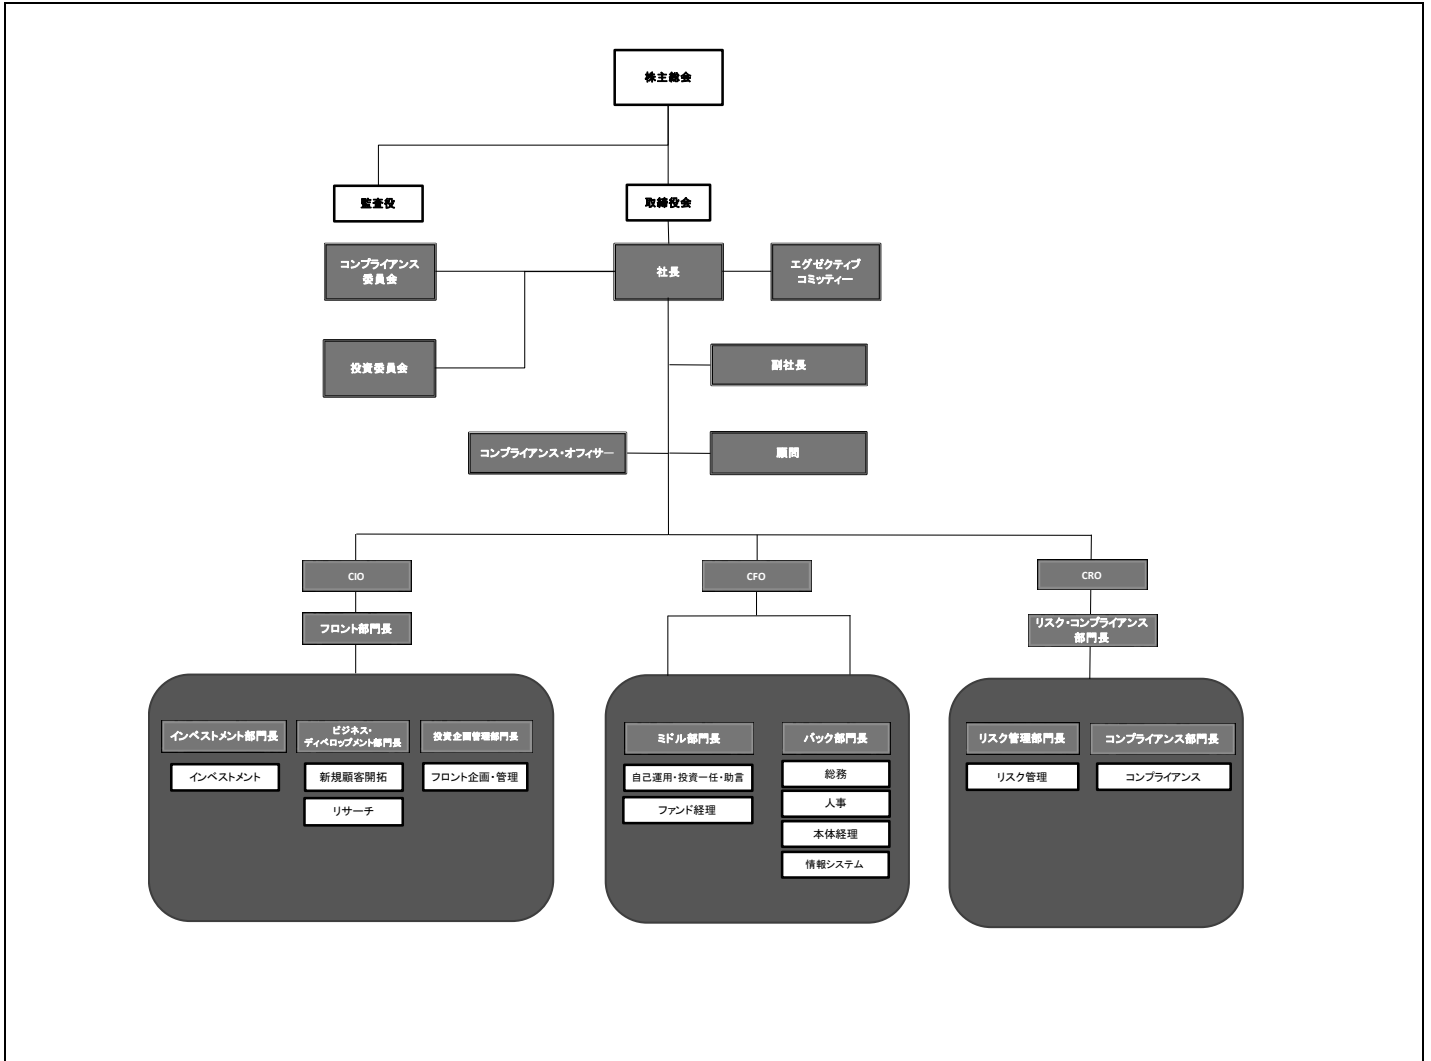 株主総会
監査役
取締役会
コンプライアンス
委員会
社長
エグゼクティブ
コミッティー
投資委員会
副社長
コンプライアンス・オフィサー
顧問
CIO
CFO
CRO
フロント部門長
リスク・コンプライアンス
部門長
インベストメント部門長
ビジネス・
ディベロップメント部門長
投資企画管理部門長
ミドル部門長
バック部門長
リスク管理部門長
コンプライアンス部門長
インベストメント
新規顧客開拓
フロント企画・管理
自己運用・投資一任・助言
総務
リスク管理
コンプライアンス
リサーチ
ファンド経理
人事
本体経理
情報システム